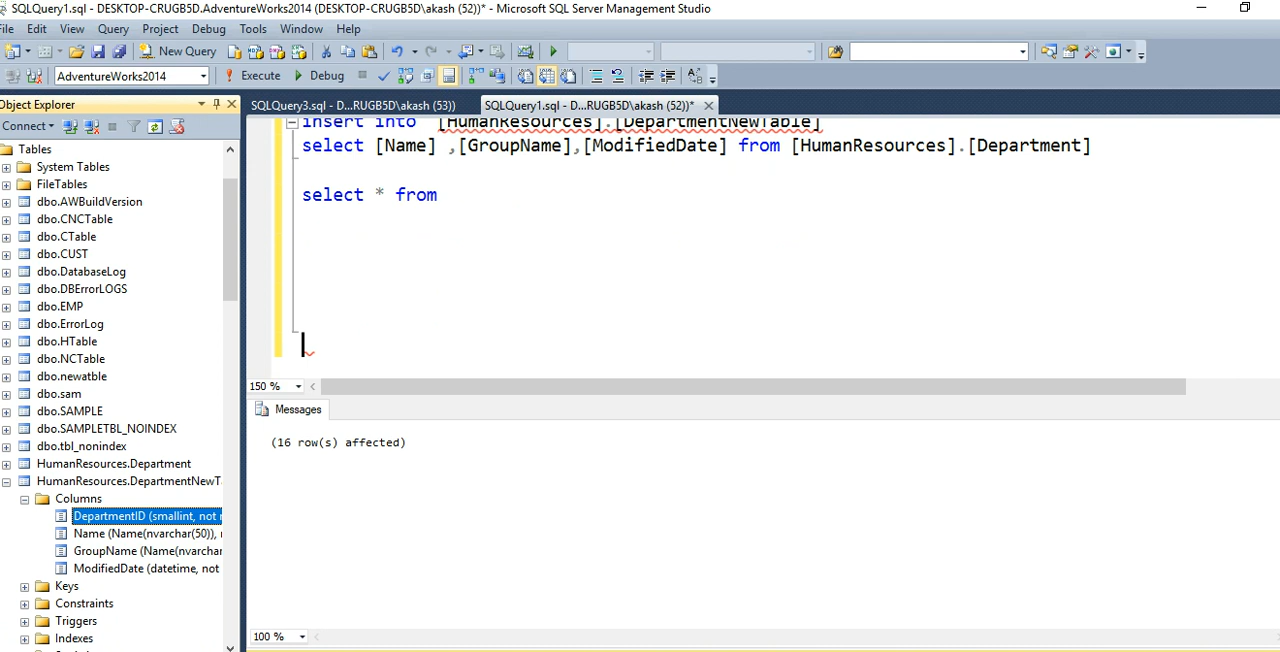 SQLQuery1.sql - DESKTOP-CRUGB5D.AdventureWorks2014 (DESKTOP-CRUGB5D\akash (52))* - Microsoft SQL Server Management Studio
File Edit View Query Project Debug Tools Window Help
New Query
AdventureWorks2014 Execute Debug
Object Explorer
SQLQuery3.sql - D...RUGB5D\akash (53)) SQLQuery1.sql - D...RUGB5D\akash (52))*
Connect
Tables
System Tables
FileTables
dbo.AWBuildVersion
dbo.CNCTable
dbo.CTable
dbo.CUST
dbo.DatabaseLog
dbo.DBErrorLOGS
dbo.EMP
dbo.ErrorLog
dbo.HTable
dbo.NCTable
dbo.newatble
dbo.sam
dbo.SAMPLE
dbo.SAMPLETBL_NOINDEX
dbo.tbl_nonindex
HumanResources.Department
HumanResources.DepartmentNewT
Columns
DepartmentID (smallint, not
Name (Name(nvarchar(50)),
GroupName (Name(nvarchar
ModifiedDate (datetime, not
Keys
Constraints
Triggers
Indexes
insert into [HumanResources].[DepartmentNewTable]
select [Name] ,[GroupName],[ModifiedDate] from [HumanResources].[Department]
select * from
150 %
Messages
(16 row(s) affected)
100 %